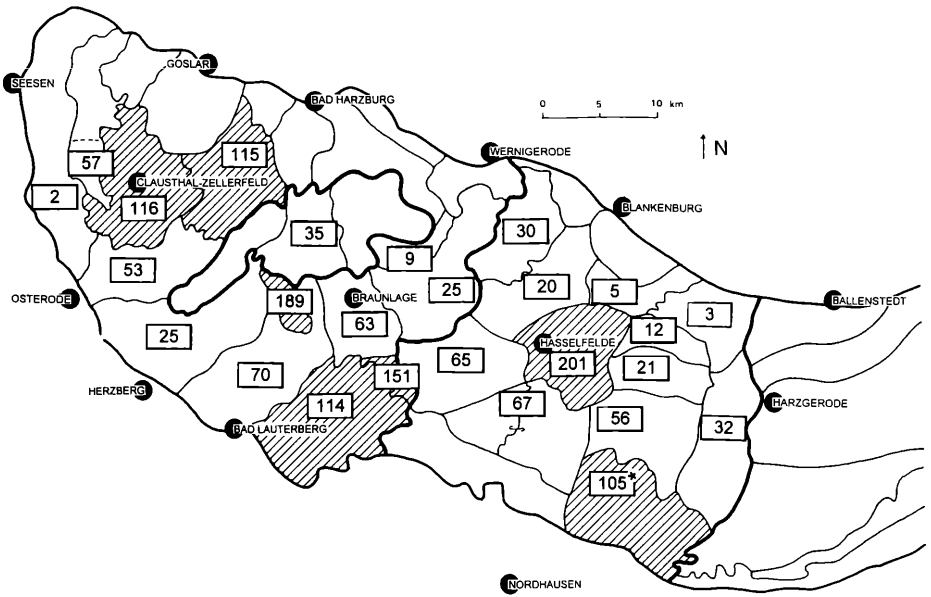 GOSLAR
SEESEN
BAD HARZBURG
0 5 10 km
N
WERNIGERODE
57
115
CLAUSTHAL-ZELLERFELD
2
116
BLANKENBURG
35
30
9
53
20
25
5
OSTERODE
189
BRAUNLAGE
BALLENSTEDT
3
63
12
25
HASSELFELDE
65
201
21
70
151
HERZBERG
114
67
HARZGERODE
56
32
BAD LAUTERBERG
105*
NORDHAUSEN